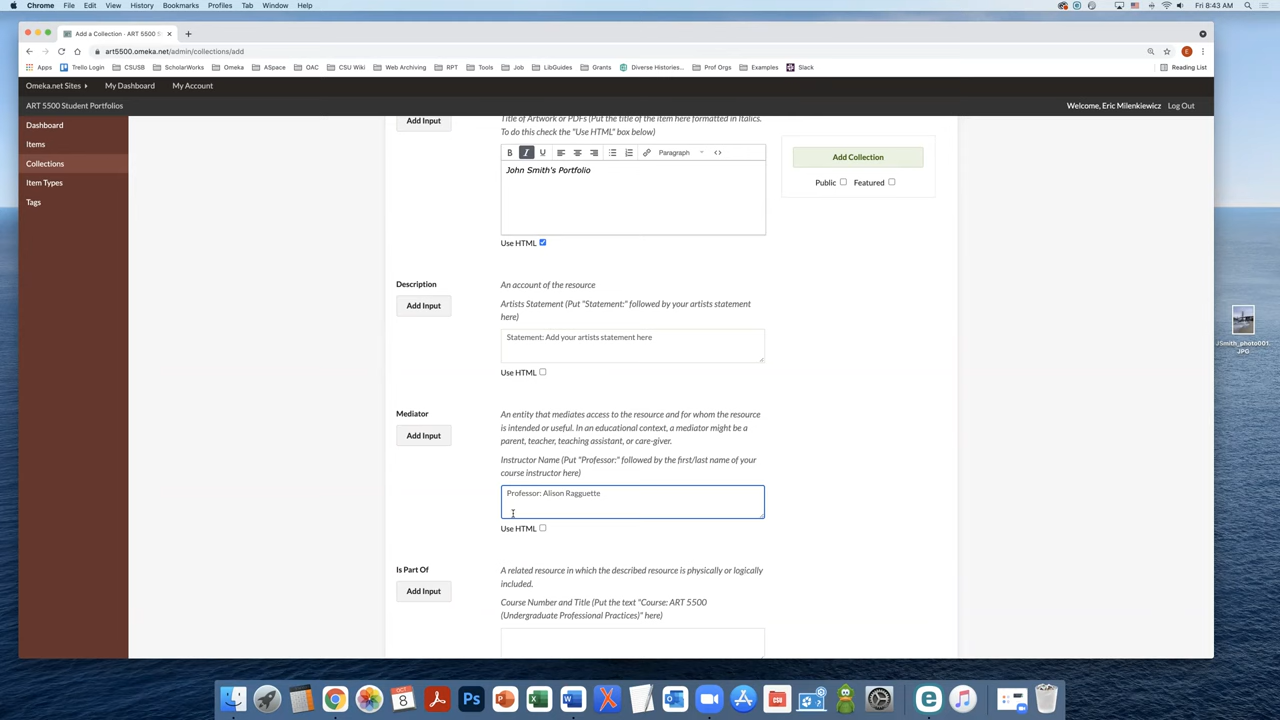 Chrome File Edit View History Bookmarks Profiles Tab Window Help
Fri 8:43 AM
Add a Collection · ART 5500
art5500.omeka.net/admin/collections/add
Apps Trello Login CSUSB ScholarWorks Omeka ASpace OAC CSU Wiki Web Archiving RPT Tools Job LibGuides Grants Diverse Histories... Prof Orgs Examples Slack Reading List
Omeka.net Sites My Dashboard My Account
ART 5500 Student Portfolios Welcome, Eric Milenkiewicz Log Out
Dashboard
Items
Collections
Item Types
Tags
Add Input
Title of Artwork or PDFs (Put the title of the item here formatted in Italics.
To do this check the "Use HTML" box below)
B I U Paragraph <>
John Smith's Portfolio
Use HTML
Add Collection
Public Featured
Description
Add Input
An account of the resource
Artists Statement (Put "Statement:" followed by your artists statement
here)
Statement: Add your artists statement here
Use HTML
Mediator
Add Input
An entity that mediates access to the resource and for whom the resource
is intended or useful. In an educational context, a mediator might be a
parent, teacher, teaching assistant, or care-giver.
Instructor Name (Put "Professor:" followed by the first/last name of your
course instructor here)
Professor: Alison Ragguette
Use HTML
Is Part Of
Add Input
A related resource in which the described resource is physically or logically
included.
Course Number and Title (Put the text "Course: ART 5500
(Undergraduate Professional Practices)" here)
JSmith_photo001.
JPG